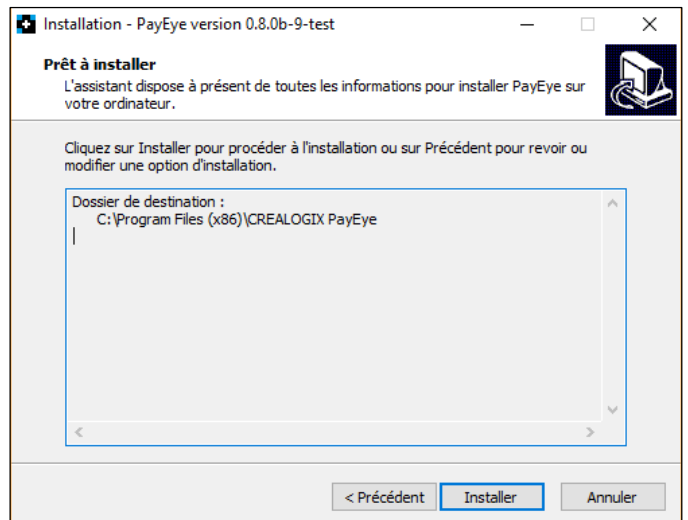 Installation - PayEye version 0.8.0b-9-test
Prêt à installer
L'assistant dispose à présent de toutes les informations pour installer PayEye sur
votre ordinateur.
Cliquez sur Installer pour procéder à l'installation ou sur Précédent pour revoir ou
modifier une option d'installation.
Dossier de destination :
C:\Program Files (x86)\CREALOGIX PayEye
< Précédent
Installer
Annuler